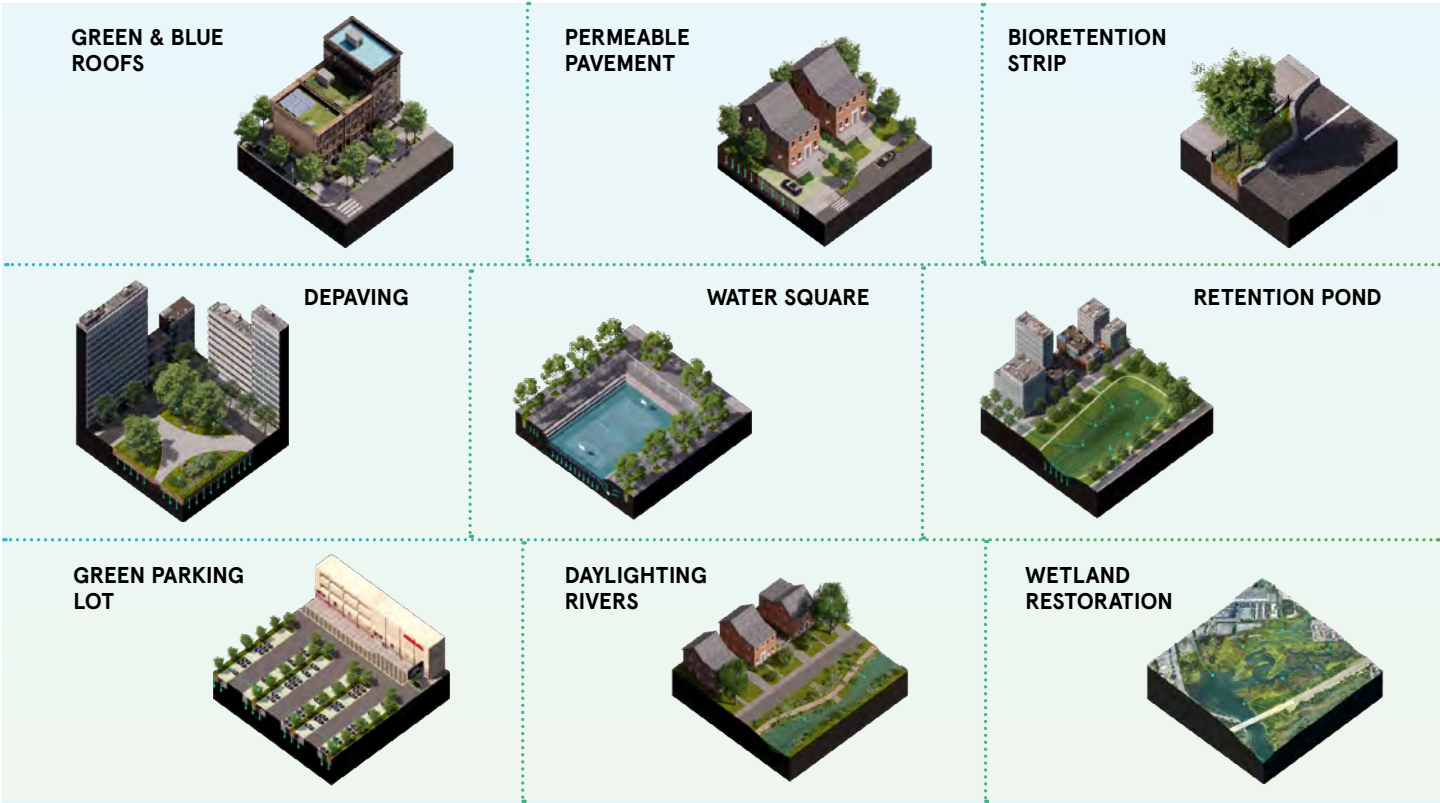 GREEN & BLUE
ROOFS
PERMEABLE
PAVEMENT
BIORETENTION
STRIP
DEPAVING
WATER SQUARE
RETENTION POND
GREEN PARKING
LOT
DAYLIGHTING
RIVERS
WETLAND
RESTORATION